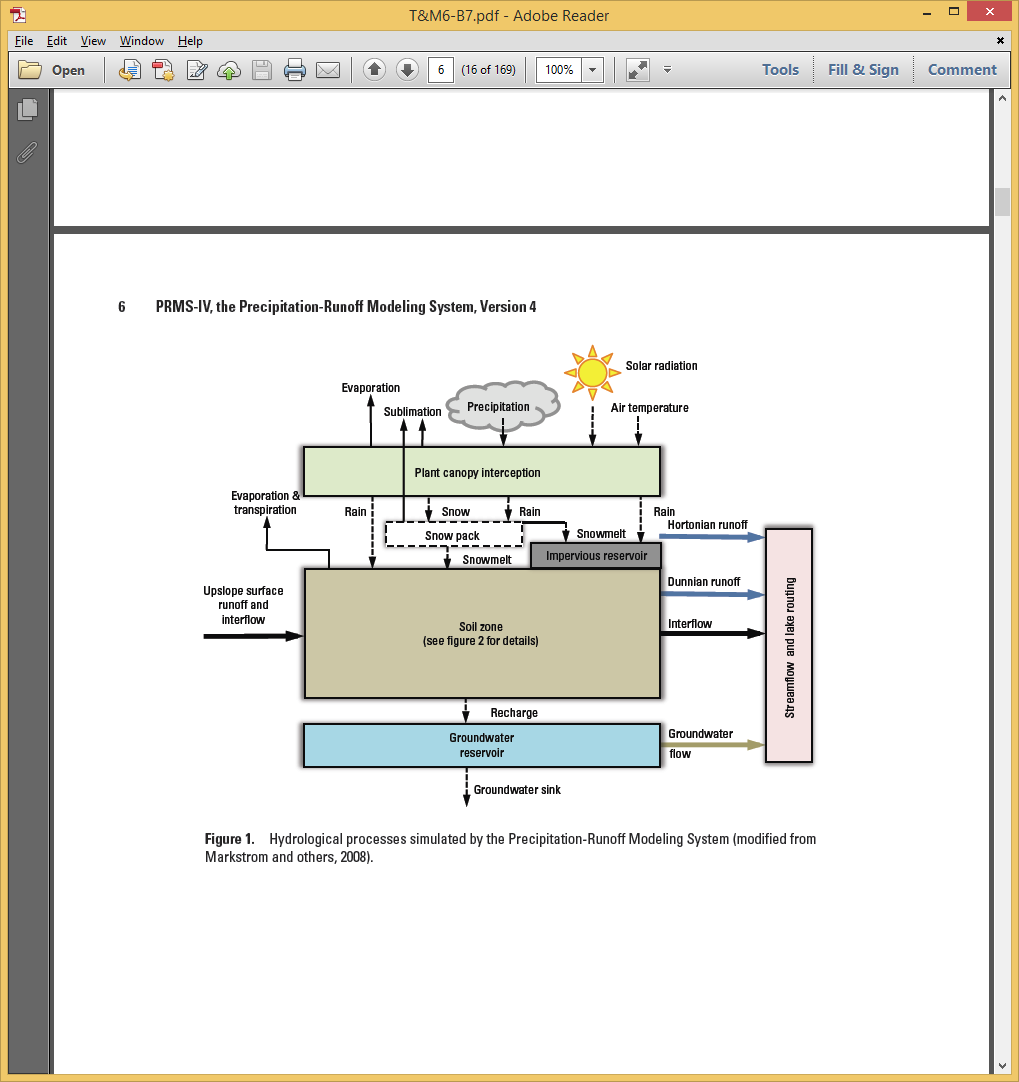 T&M6-B7.pdf - Adobe Reader
File Edit View Window Help
Open 6 (16 of 169) 100% Tools Fill & Sign Comment
6 PRMS-IV, the Precipitation-Runoff Modeling System, Version 4
Solar radiation
Evaporation
Sublimation
Precipitation
Air temperature
Plant canopy interception
Evaporation &
transpiration
Rain
Snow
Rain
Rain
Hortonian runoff
Snow pack
Snowmelt
Impervious reservoir
Snowmelt
Dunnian runoff
Upslope surface
runoff and
interflow
Soil zone
(see figure 2 for details)
Interflow
Streamflow and lake routing
Recharge
Groundwater
reservoir
Groundwater
flow
Groundwater sink
Figure 1. Hydrological processes simulated by the Precipitation-Runoff Modeling System (modified from
Markstrom and others, 2008).